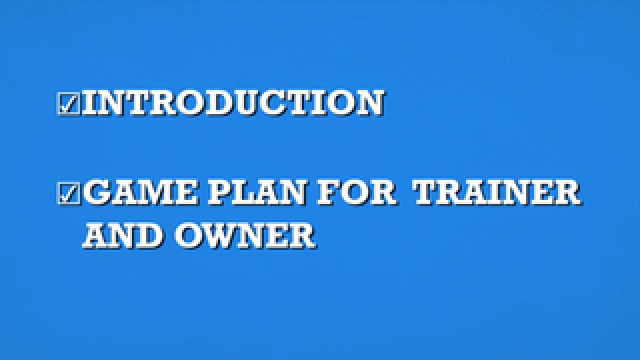 ☑INTRODUCTION
☑GAME PLAN FOR TRAINER
AND OWNER